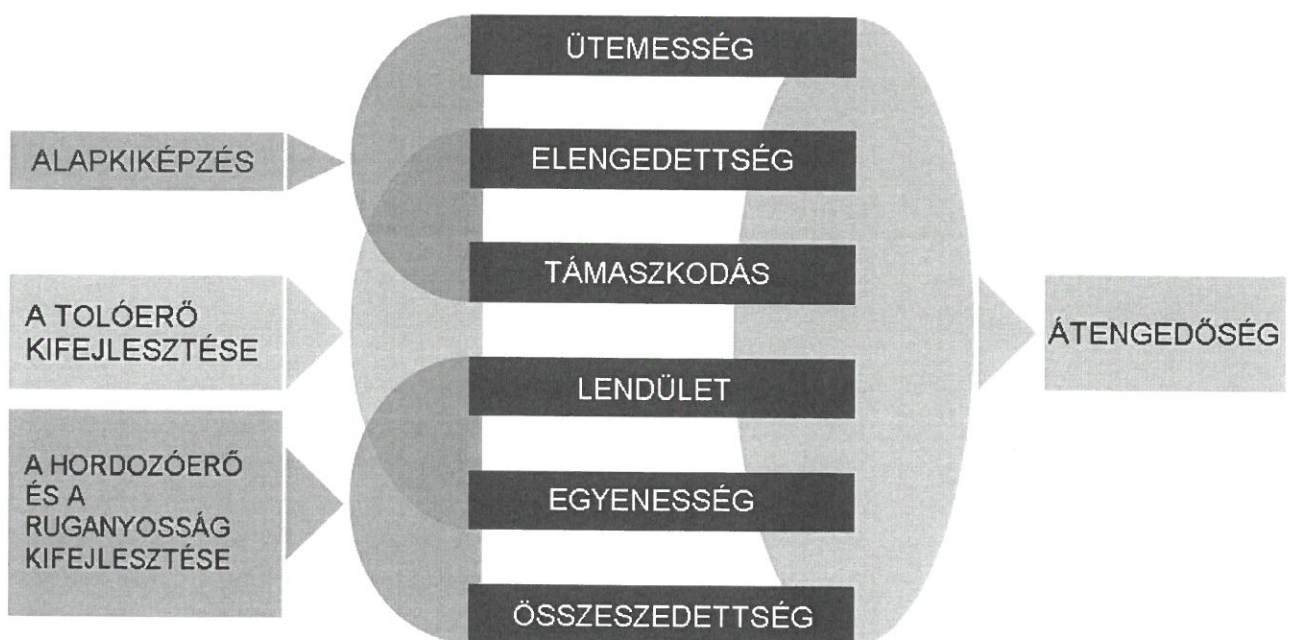 ÜTEMESSÉG
ALAPKIKÉPZÉS
ELENGEDETTSÉG
TÁMASZKODÁS
A TOLÓERŐ
KIFEJLESZTÉSE
ÁTENGEDŐSÉG
LENDÜLET
A HORDOZÓERŐ
ÉS A
RUGANYOSSÁG
KIFEJLESZTÉSE
EGYENESSÉG
ÖSSZESZEDETTSÉG